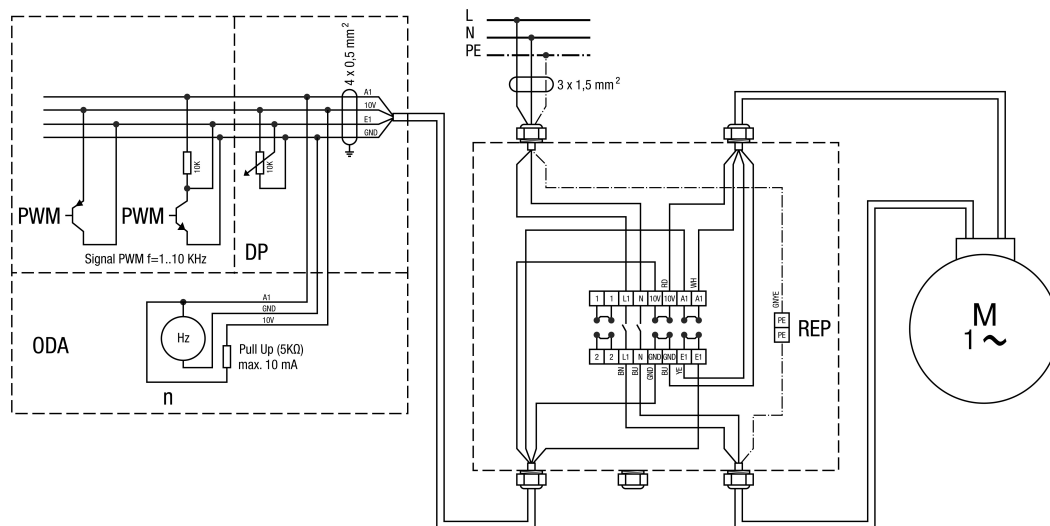 L
N
PE
3 x 1,5 mm²
4 x 0,5 mm²
A1
10V
E1
GND
10K
10K
PWM
PWM
Signal PWM f=1..10 KHz
DP
A1
GND
10V
ODA
Hz
Pull Up (5KΩ)
max. 10 mA
n
RD
WH
GNYE
1 1 L1 N 10V 10V A1 A1
2 2 L1 N GND GND E1 E1
BN
BU
GND
BU
YE
PE
PE
REP
M
1~